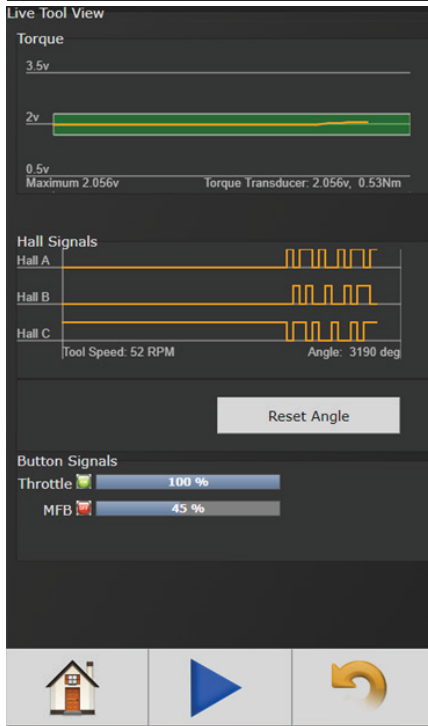 Live Tool View
Torque
3.5v
2v
0.5v
Maximum 2.056v Torque Transducer: 2.056v, 0.53Nm
Hall Signals
Hall A
Hall B
Hall C
Tool Speed: 52 RPM Angle: 3190 deg
Reset Angle
Button Signals
Throttle 100 %
MFB 45 %